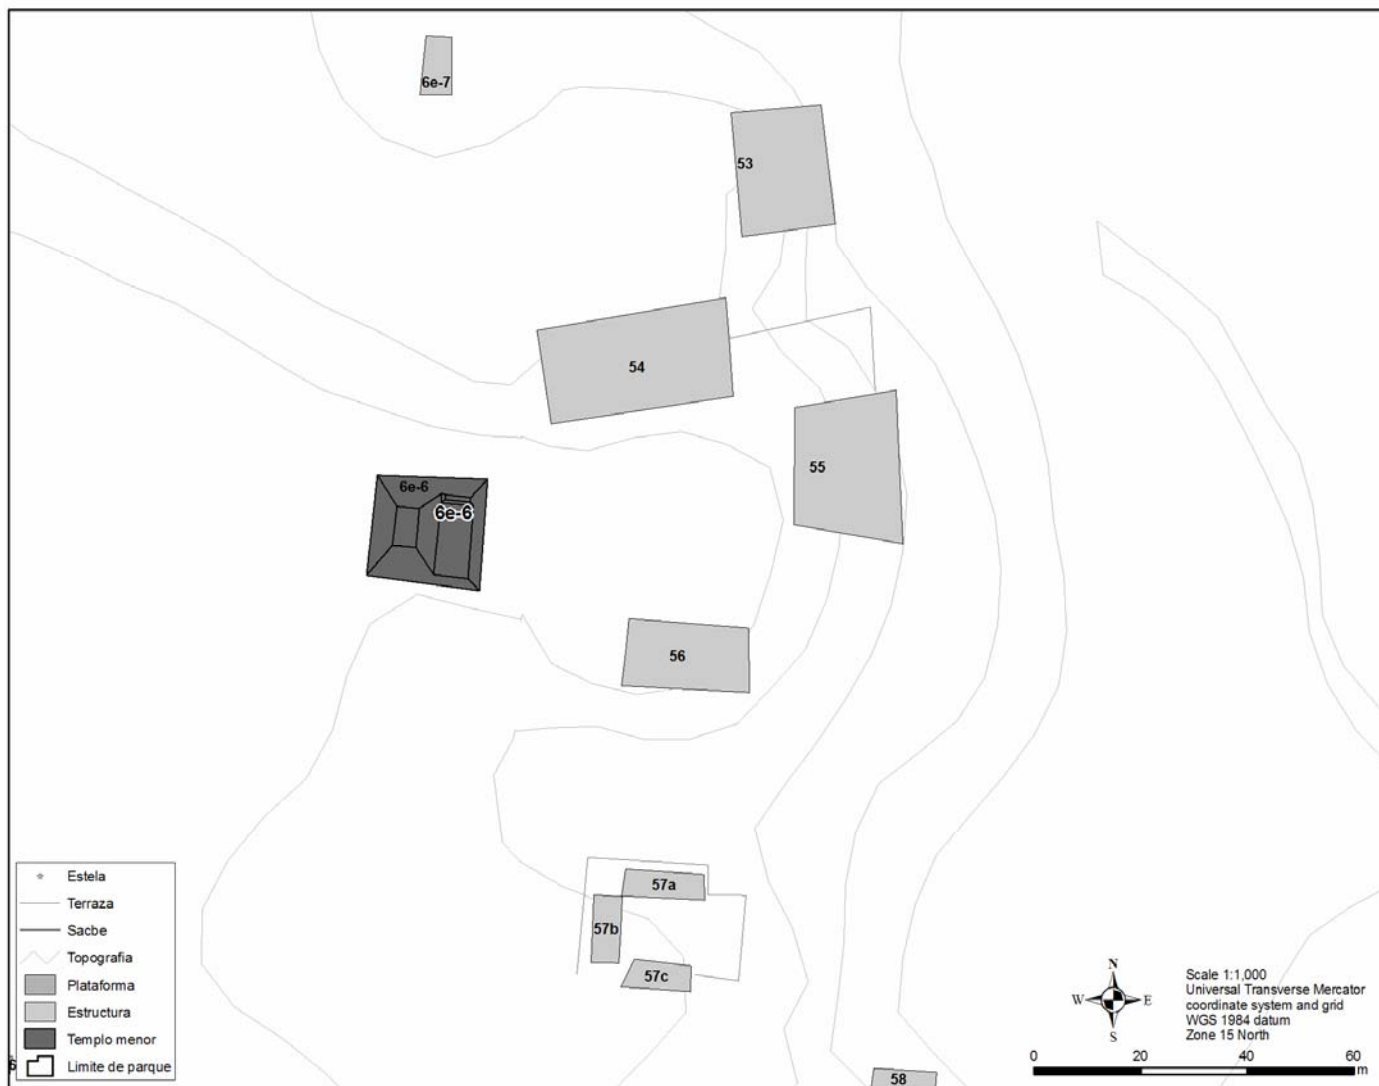 6e-7
53
54
55
6e-6
6e-6
56
57a
57b
57c
58
Estela
Terraza
Sacbe
Topografia
Plataforma
Estructura
Templo menor
Limite de parque
6
N
W E
S
Scale 1:1,000
Universal Transverse Mercator
coordinate system and grid
WGS 1984 datum
Zone 15 North
0 20 40 60
m